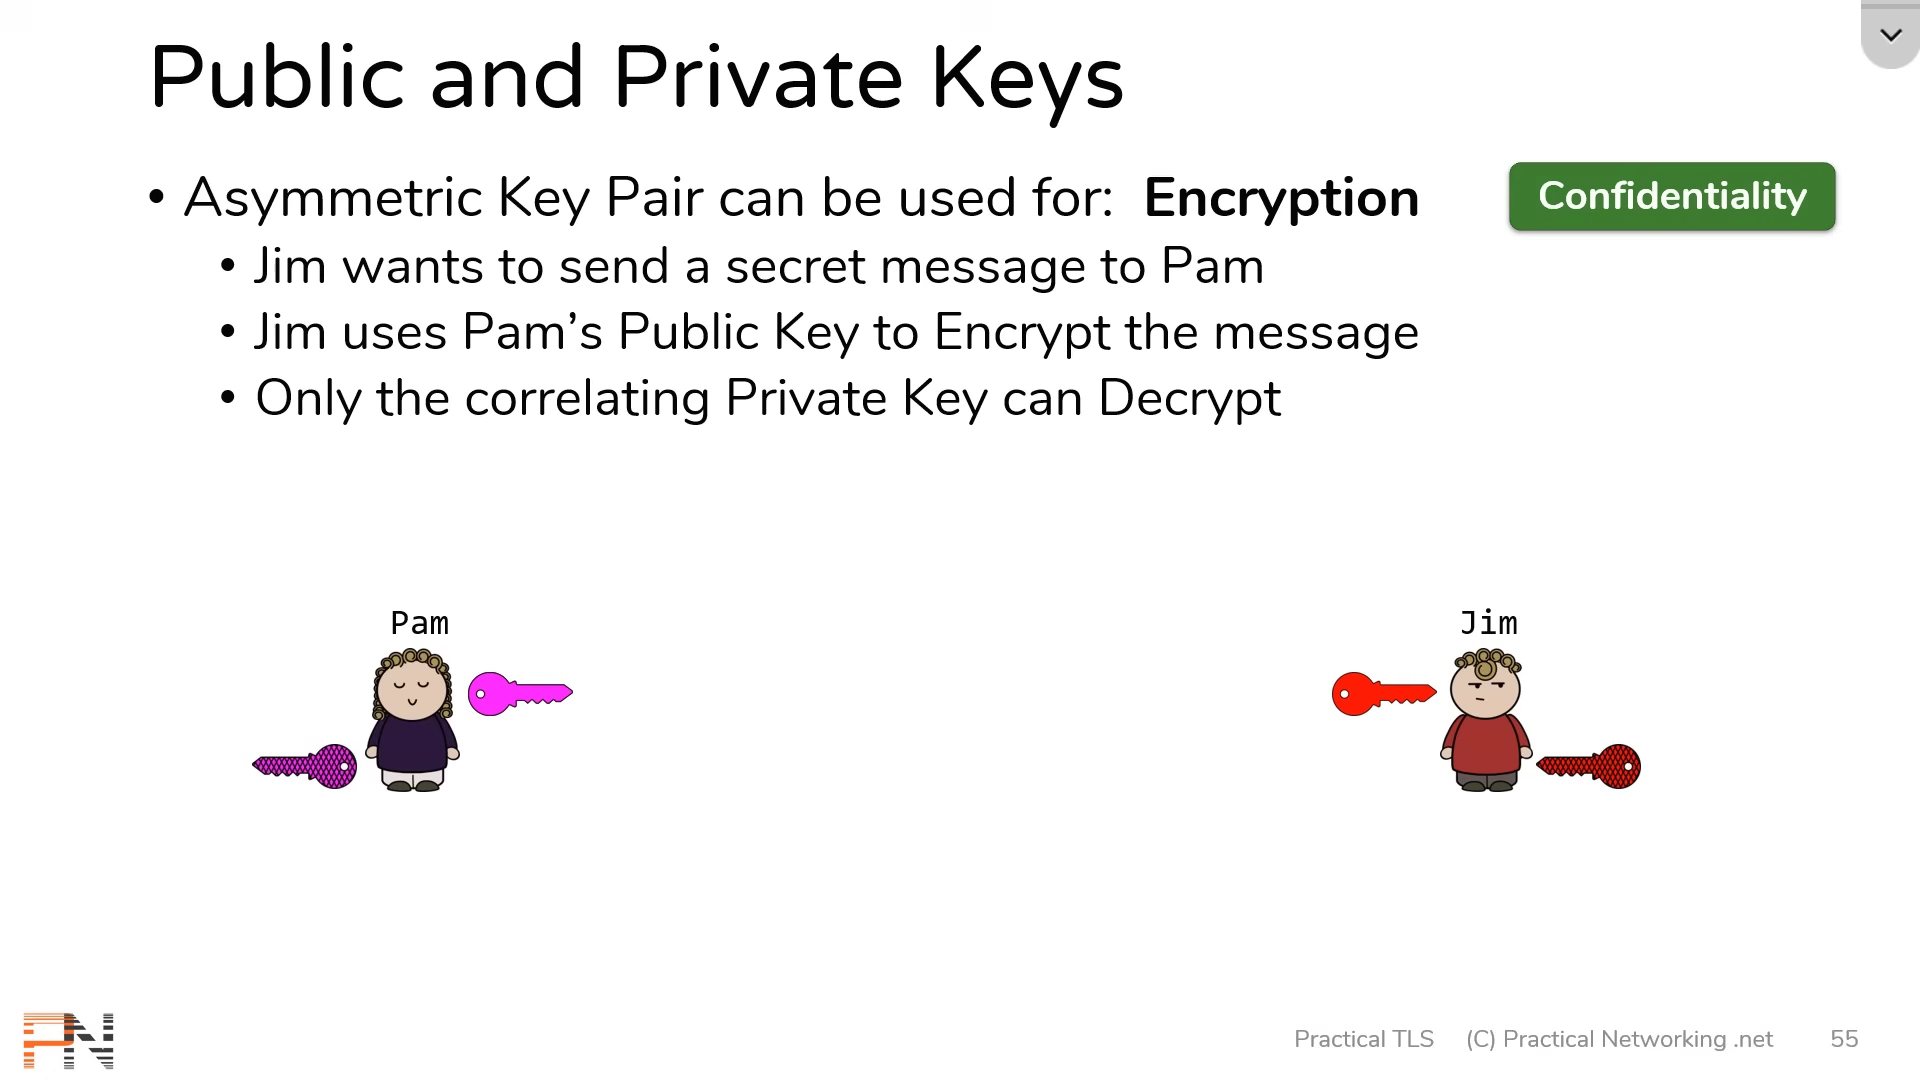 Public and Private Keys
• Asymmetric Key Pair can be used for: Encryption
Confidentiality
• Jim wants to send a secret message to Pam
• Jim uses Pam’s Public Key to Encrypt the message
• Only the correlating Private Key can Decrypt
Pam
Jim
PN
Practical TLS (C) Practical Networking .net 55